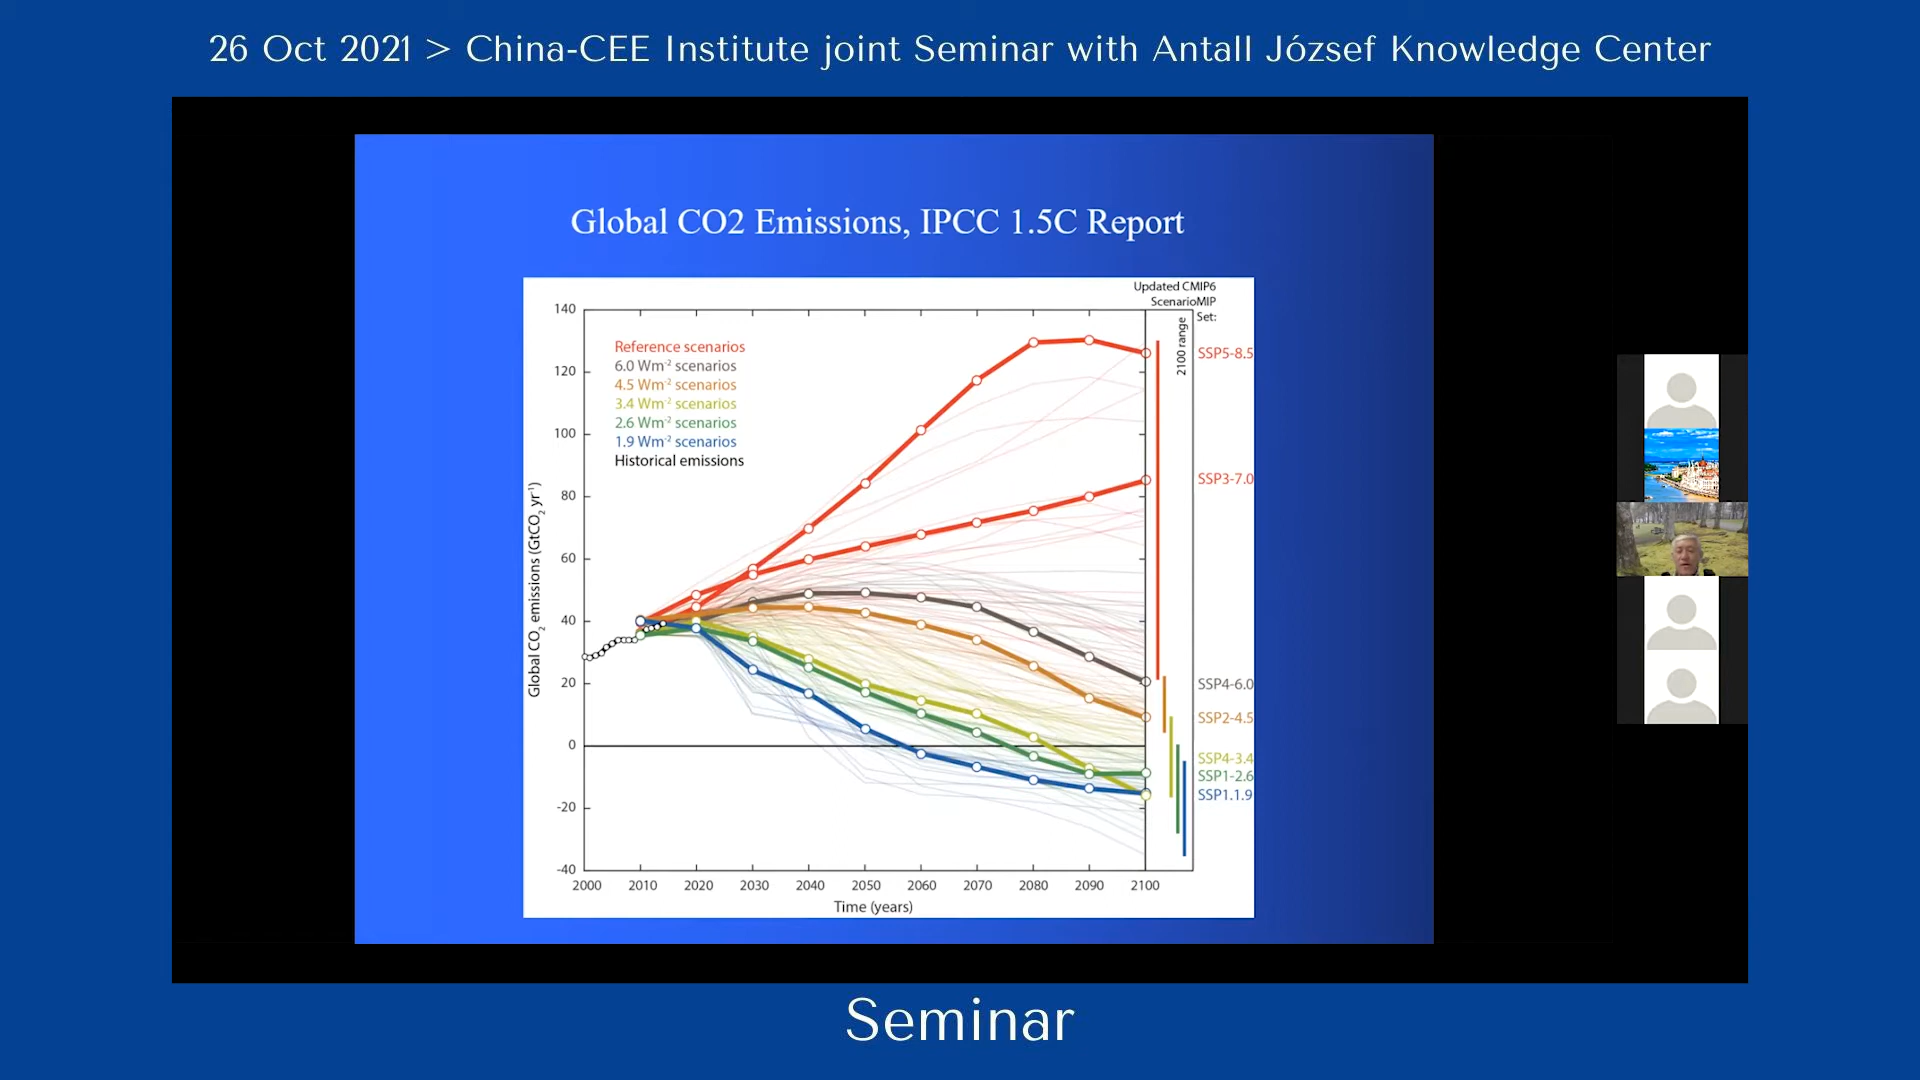 26 Oct 2021 > China-CEE Institute joint Seminar with Antall József Knowledge Center
Global CO2 Emissions, IPCC 1.5C Report
Updated CMIP6
ScenarioMIP
Set:
2100 range
140
120
100
80
60
40
20
0
-20
-40
Global CO₂ emissions (GtCO₂ yr⁻¹)
Reference scenarios
6.0 Wm⁻² scenarios
4.5 Wm⁻² scenarios
3.4 Wm⁻² scenarios
2.6 Wm⁻² scenarios
1.9 Wm⁻² scenarios
Historical emissions
SSP5-8.5
SSP3-7.0
SSP4-6.0
SSP2-4.5
SSP4-3.4
SSP1-2.6
SSP1.1.9
2000 2010 2020 2030 2040 2050 2060 2070 2080 2090 2100
Time (years)
Seminar